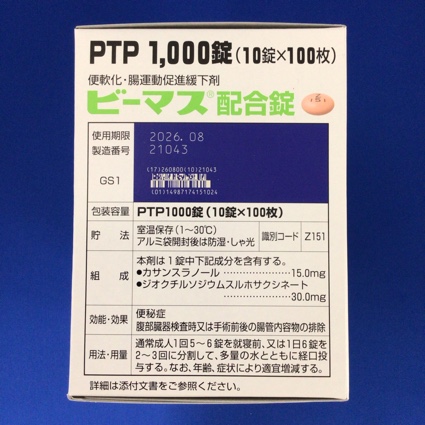 PTP 1,000錠(10錠×100枚)
便軟化・腸運動促進緩下剤
ビーマス®配合錠
使用期限 2026.08
製造番号 21043
(17)260800(10)21043
GS1
(01)14987174151024
包装容量 PTP1000錠(10錠×100枚)
貯法 室温保存(1〜30℃)
アルミ袋開封後は防湿・しゃ光
識別コード Z151
組成 本剤は1錠中下記成分を含有する。
●カサンスラノール ………………… 15.0mg
●ジオクチルソジウムスルホサクシネート
………………… 30.0mg
効能・効果 便秘症
腹部臓器検査時又は手術前後の腸管内容物の排除
用法・用量 通常成人1回5〜6錠を就寝前、又は1日6錠を
2〜3回に分割して、多量の水とともに経口投
与する。なお、年齢、症状により適宜増減する。
詳細は添付文書をご参照ください。